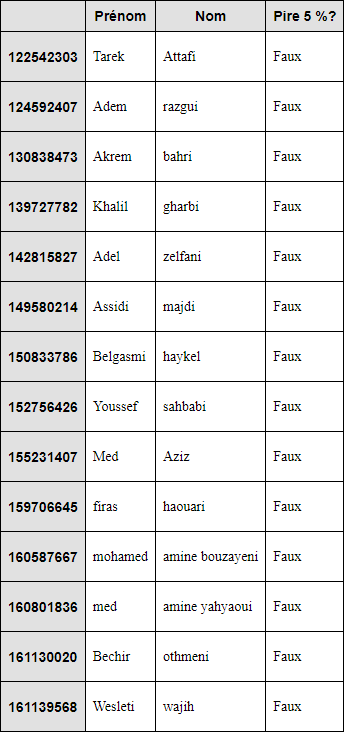 Prénom Nom Pire 5 %?
122542303 Tarek Attafi Faux
124592407 Adem razgui Faux
130838473 Akrem bahri Faux
139727782 Khalil gharbi Faux
142815827 Adel zelfani Faux
149580214 Assidi majdi Faux
150833786 Belgasmi haykel Faux
152756426 Youssef sahbabi Faux
155231407 Med Aziz Faux
159706645 firas haouari Faux
160587667 mohamed amine bouzayeni Faux
160801836 med amine yahyaoui Faux
161130020 Bechir othmeni Faux
161139568 Wesleti wajih Faux